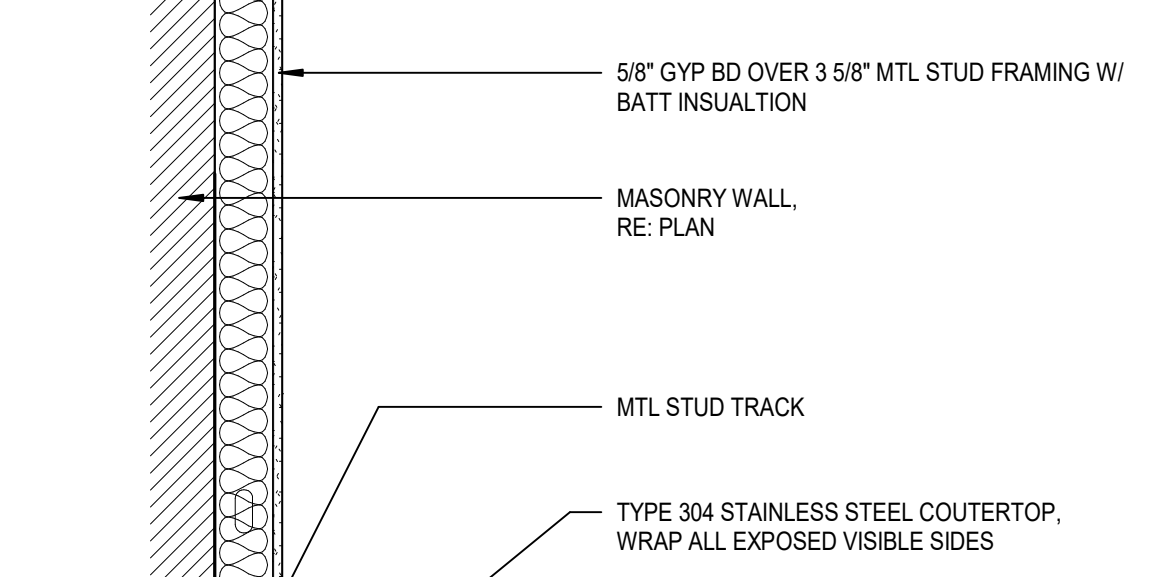 5/8" GYP BD OVER 3 5/8" MTL STUD FRAMING W/
BATT INSUALTION
MASONRY WALL,
RE: PLAN
MTL STUD TRACK
TYPE 304 STAINLESS STEEL COUTERTOP,
WRAP ALL EXPOSED VISIBLE SIDES